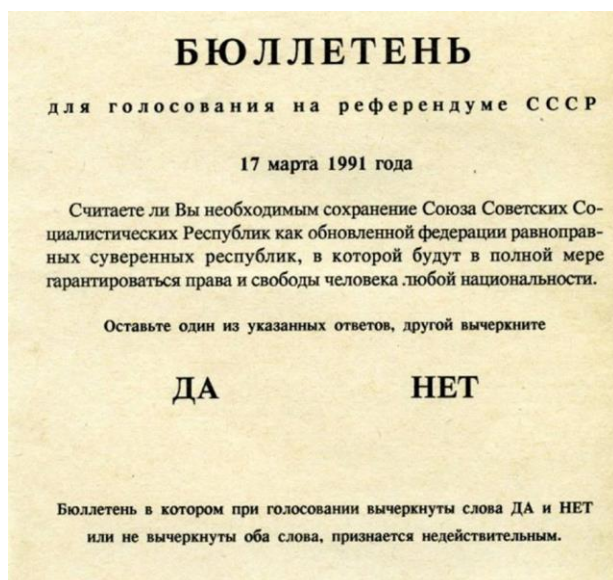 БЮЛЛЕТЕНЬ
для голосования на референдуме СССР
17 марта 1991 года
Считаете ли Вы необходимым сохранение Союза Советских Со-
циалистических Республик как обновленной федерации равноправ-
ных суверенных республик, в которой будут в полной мере
гарантироваться права и свободы человека любой национальности.
Оставьте один из указанных ответов, другой вычеркните
ДА НЕТ
Бюллетень в котором при голосовании вычеркнуты слова ДА и НЕТ
или не вычеркнуты оба слова, признается недействительным.